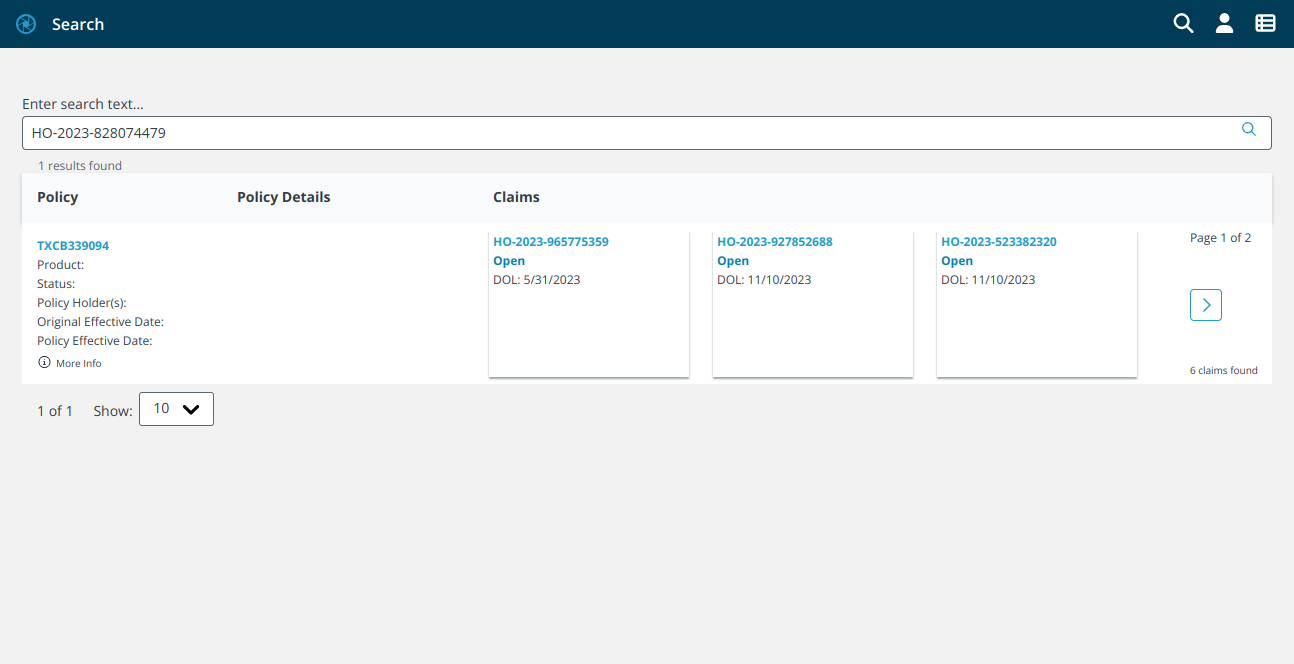 Search
Enter search text...
HO-2023-828074479
1 results found
Policy
Policy Details
Claims
TXCB339094
Product:
Status:
Policy Holder(s):
Original Effective Date:
Policy Effective Date:
More Info
HO-2023-965775359
Open
DOL: 5/31/2023
HO-2023-927852688
Open
DOL: 11/10/2023
HO-2023-523382320
Open
DOL: 11/10/2023
Page 1 of 2
6 claims found
1 of 1
Show:
10